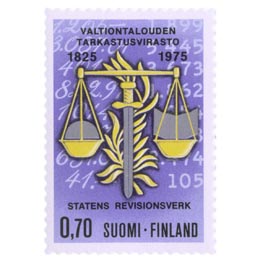 VALTIONTALOUDEN
TARKASTUSVIRASTO
1825 1975
STATENS REVISIONSVERK
0,70 SUOMI·FINLAND